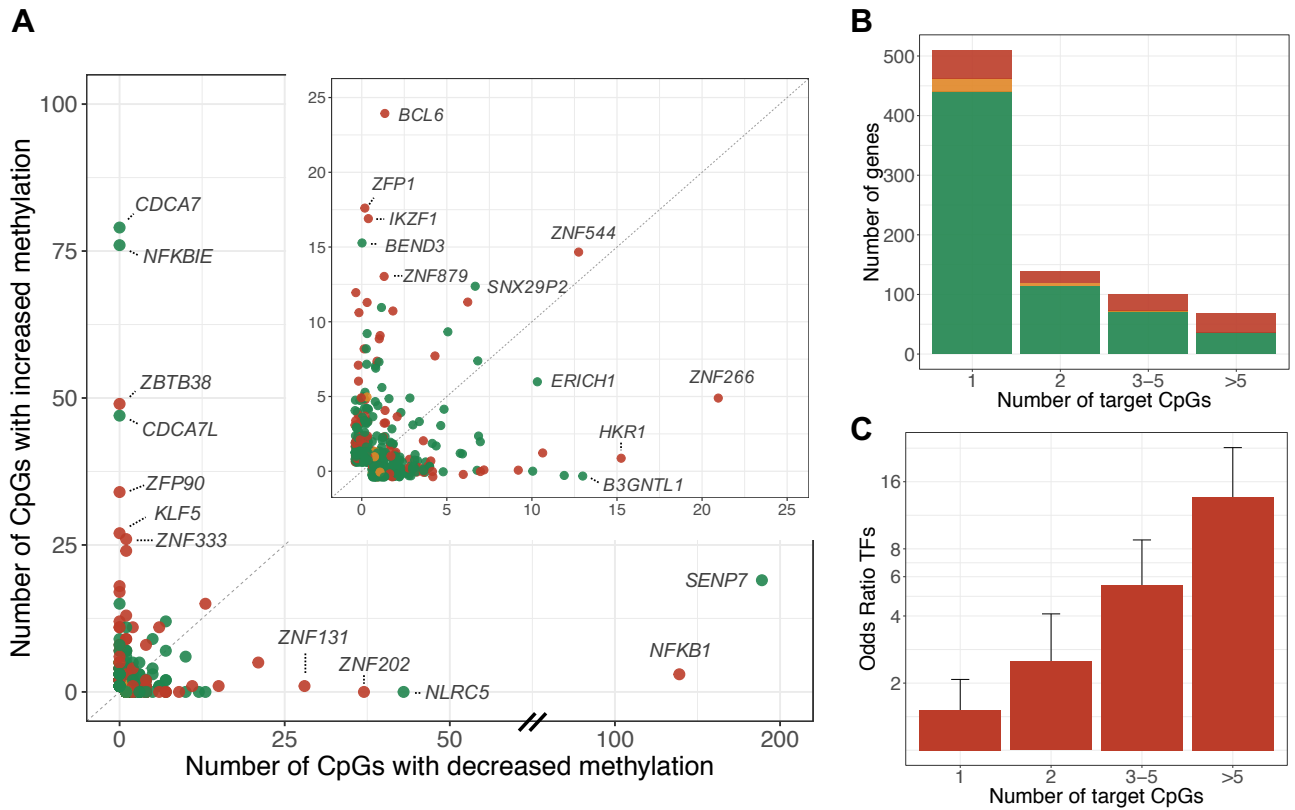 A
Number of CpGs with increased methylation
100
75
50
25
0
CDCA7
NFKBIE
ZBTB38
CDCA7L
ZFP90
KLF5
ZNF333
SENP7
ZNF131
NFKB1
ZNF202
NLRC5
0
25
50
100
200
Number of CpGs with decreased methylation
25
20
15
10
5
0
BCL6
ZFP1
IKZF1
BEND3
ZNF544
ZNF879
SNX29P2
ERICH1
ZNF266
HKR1
B3GNTL1
0
5
10
15
20
25
B
Number of genes
500
400
300
200
100
0
1
2
3−5
>5
Number of target CpGs
C
Odds Ratio TFs
16
8
6
4
2
1
2
3−5
>5
Number of target CpGs